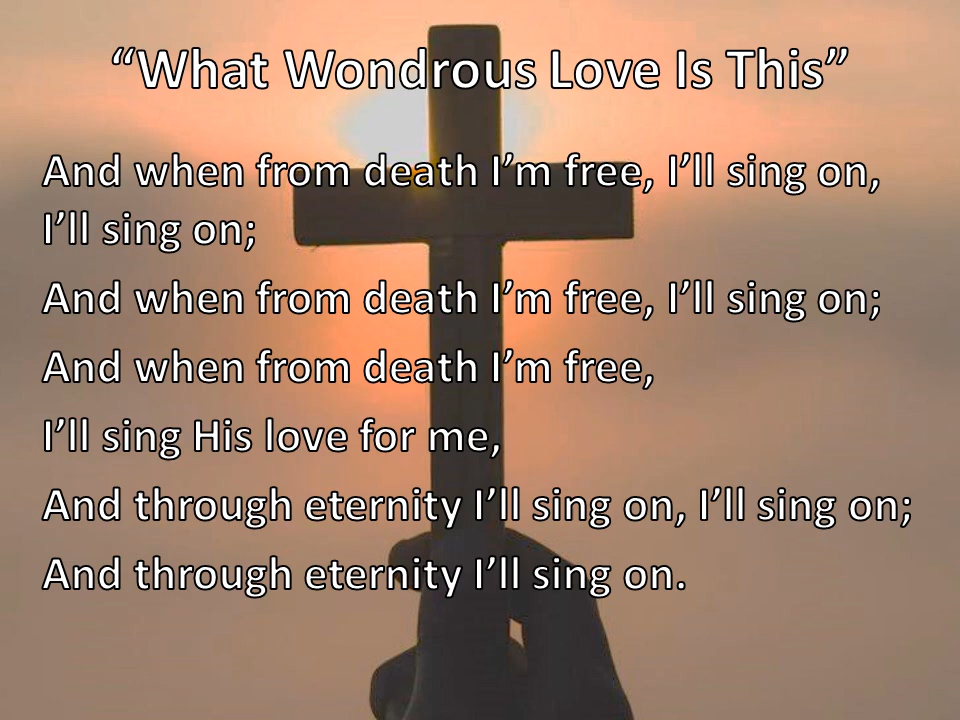 “What Wondrous Love Is This”
And when from death I’m free, I’ll sing on,
I’ll sing on;
And when from death I’m free, I’ll sing on;
And when from death I’m free,
I’ll sing His love for me,
And through eternity I’ll sing on, I’ll sing on;
And through eternity I’ll sing on.